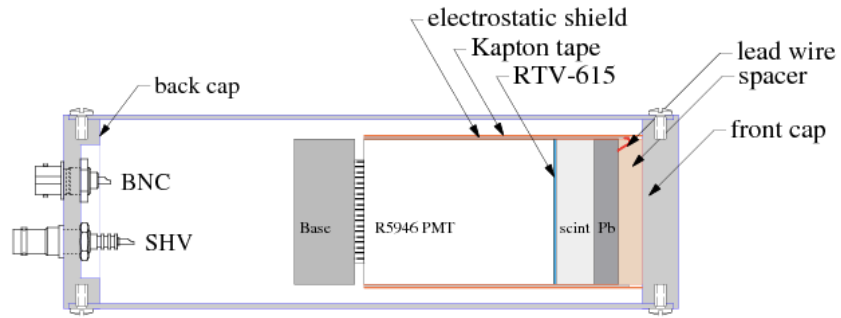 electrostatic shield
Kapton tape
RTV-615
lead wire
spacer
back cap
front cap
BNC
SHV
Base
R5946 PMT
scint
Pb